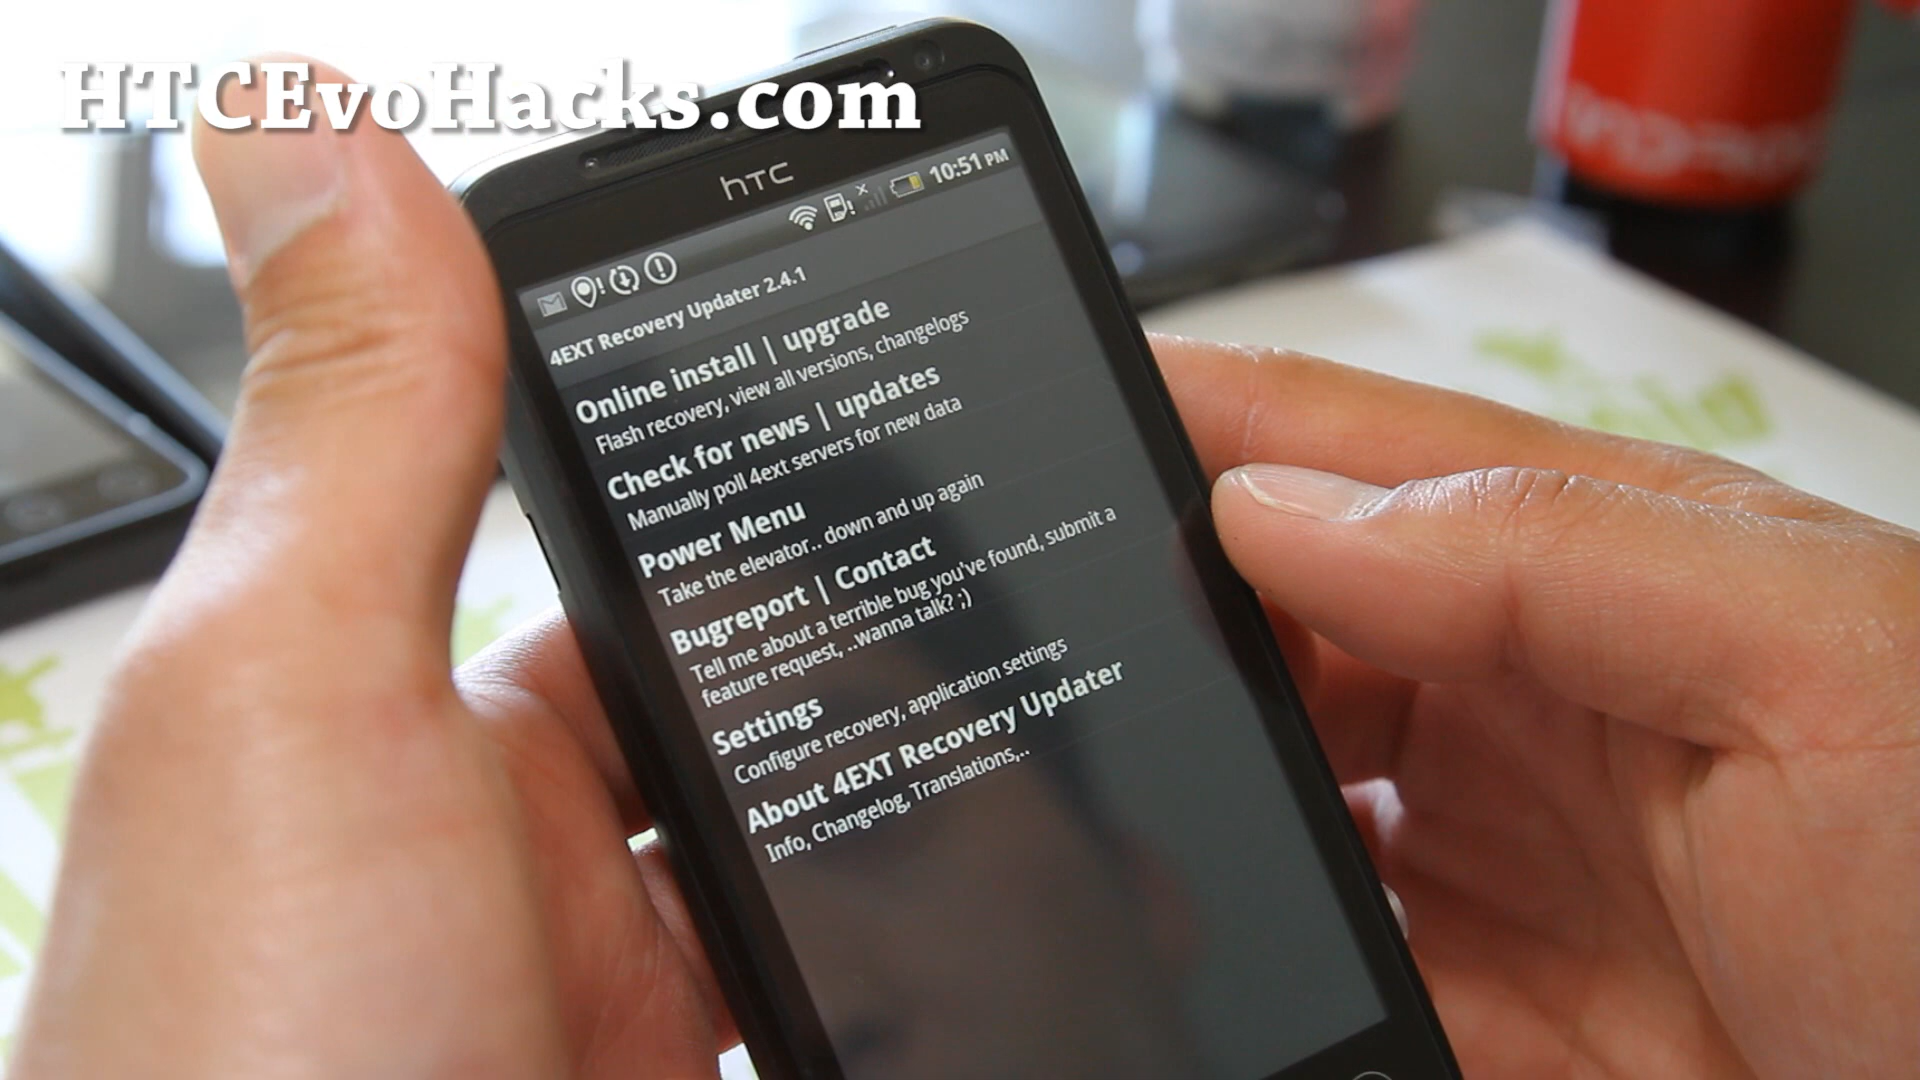 HTCEvoHacks.com
hTC
10:51 PM
4EXT Recovery Updater 2.4.1
Online install | upgrade
Flash recovery, view all versions, changelogs
Check for news | updates
Manually poll 4ext servers for new data
Power Menu
Take the elevator.. down and up again
Bugreport | Contact
Tell me about a terrible bug you've found, submit a
feature request, ..wanna talk? ;)
Settings
Configure recovery, application settings
About 4EXT Recovery Updater
Info, Changelog, Translations,..